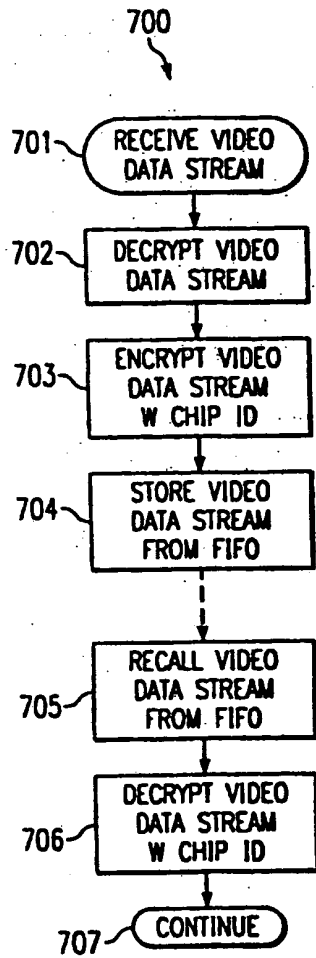 700
701
RECEIVE VIDEO
DATA STREAM
702
DECRYPT VIDEO
DATA STREAM
703
ENCRYPT VIDEO
DATA STREAM
W CHIP ID
704
STORE VIDEO
DATA STREAM
FROM FIFO
705
RECALL VIDEO
DATA STREAM
FROM FIFO
706
DECRYPT VIDEO
DATA STREAM
W CHIP ID
707
CONTINUE